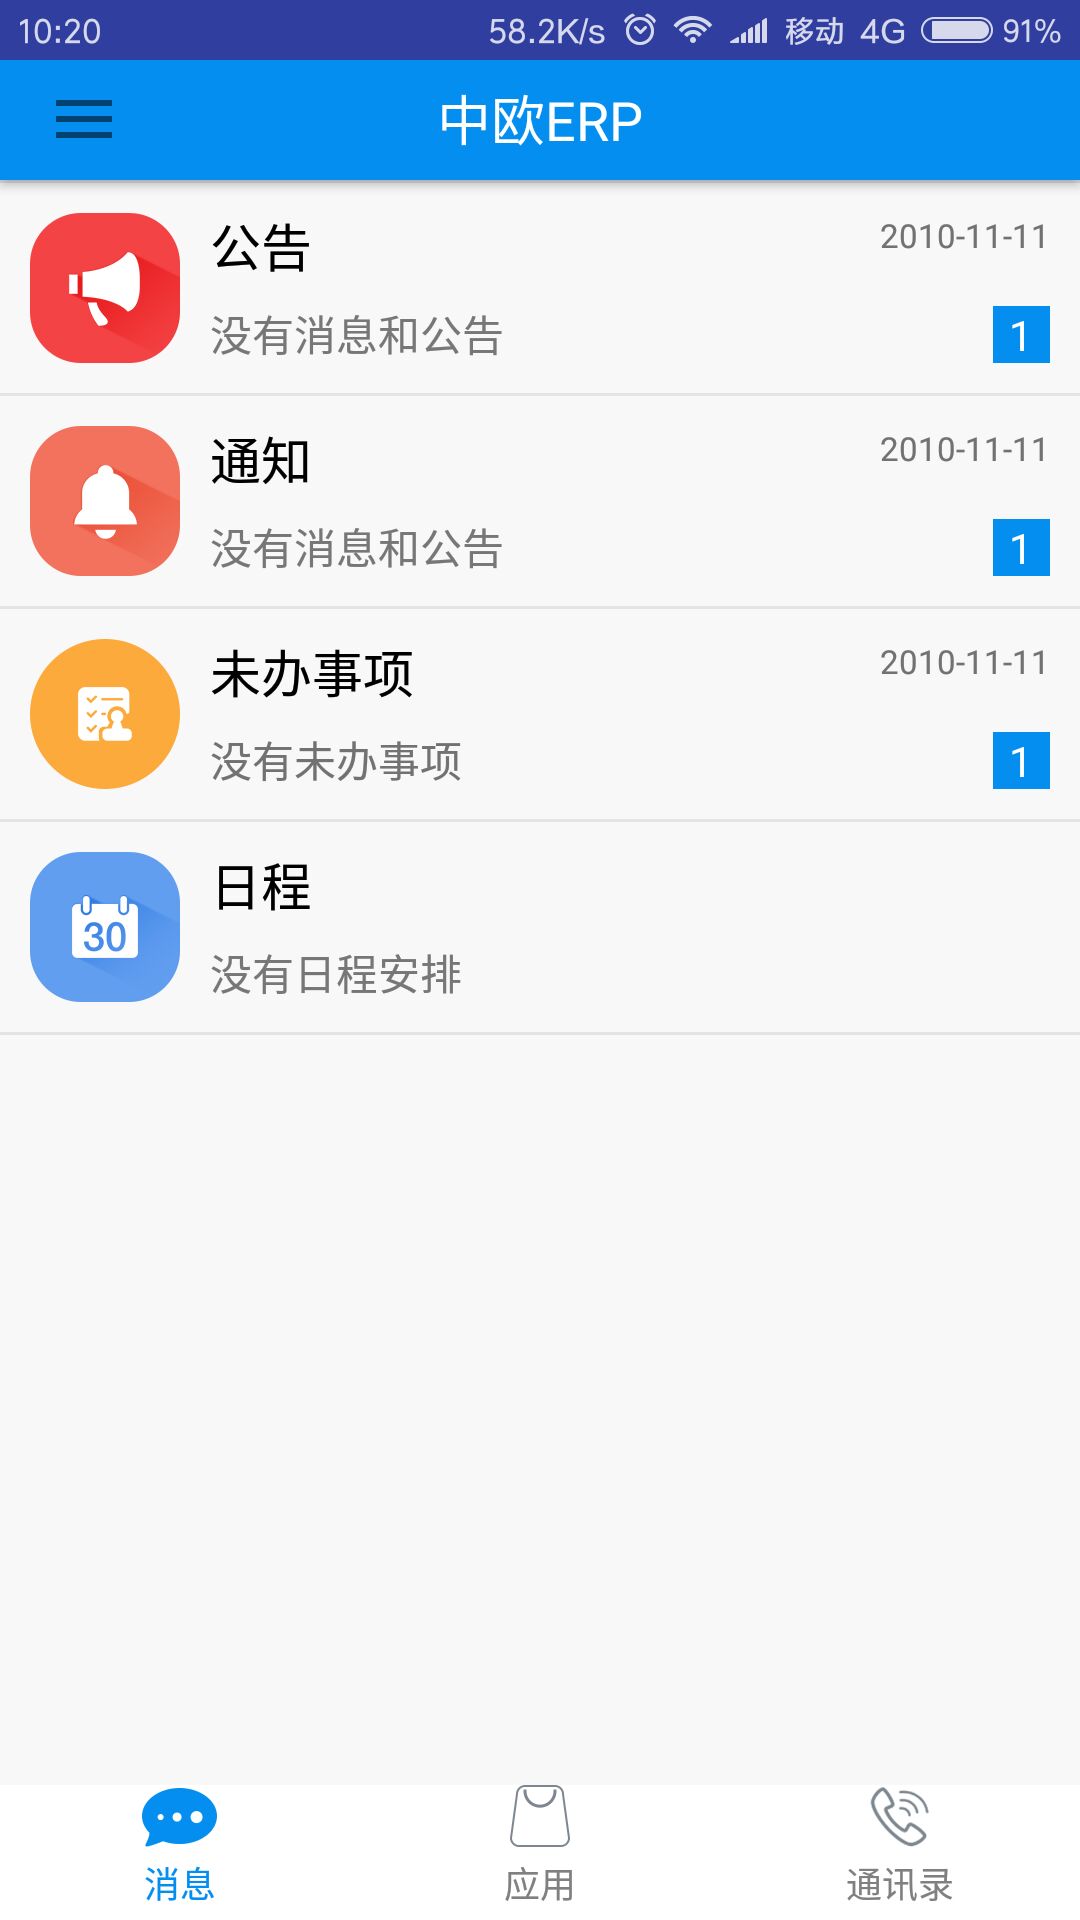 10:20 58.2K/s 移动 4G 91%
中欧ERP
公告 2010-11-11
没有消息和公告 1
通知 2010-11-11
没有消息和公告 1
未办事项 2010-11-11
没有未办事项 1
日程
30
没有日程安排
消息 应用 通讯录